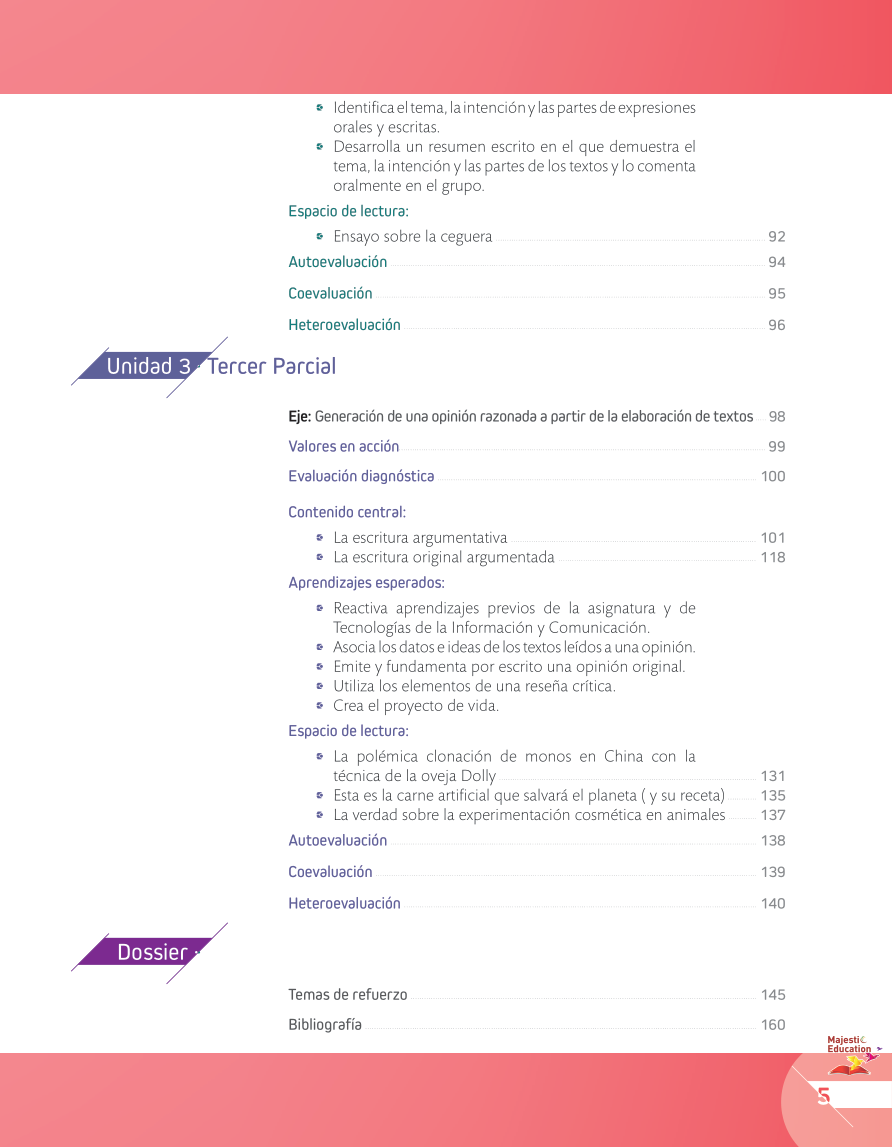 Identifica el tema, la intención y las partes de expresiones
orales y escritas.
Desarrolla un resumen escrito en el que demuestra el
tema, la intención y las partes de los textos y lo comenta
oralmente en el grupo.
Espacio de lectura:
Ensayo sobre la ceguera 92
Autoevaluación 94
Coevaluación 95
Heteroevaluación 96
Unidad 3 · Tercer Parcial
Eje: Generación de una opinión razonada a partir de la elaboración de textos 98
Valores en acción 99
Evaluación diagnóstica 100
Contenido central:
La escritura argumentativa 101
La escritura original argumentada 118
Aprendizajes esperados:
Reactiva aprendizajes previos de la asignatura y de
Tecnologías de la Información y Comunicación.
Asocia los datos e ideas de los textos leídos a una opinión.
Emite y fundamenta por escrito una opinión original.
Utiliza los elementos de una reseña crítica.
Crea el proyecto de vida.
Espacio de lectura:
La polémica clonación de monos en China con la
técnica de la oveja Dolly 131
Esta es la carne artificial que salvará el planeta ( y su receta) 135
La verdad sobre la experimentación cosmética en animales 137
Autoevaluación 138
Coevaluación 139
Heteroevaluación 140
Dossier ·
Temas de refuerzo 145
Bibliografía 160
Majestic
Education
5